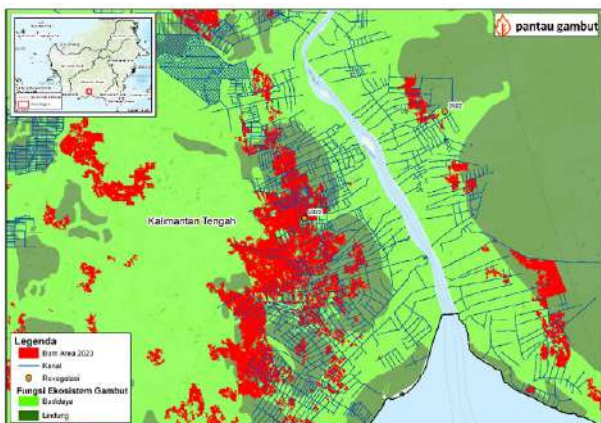 pantau gambut
2022
Kalimantan Tengah
2022
Legenda
Burn Area 2023
Kanal
Revegetasi
Fungsi Ekosistem Gambut
Budidaya
Lindung